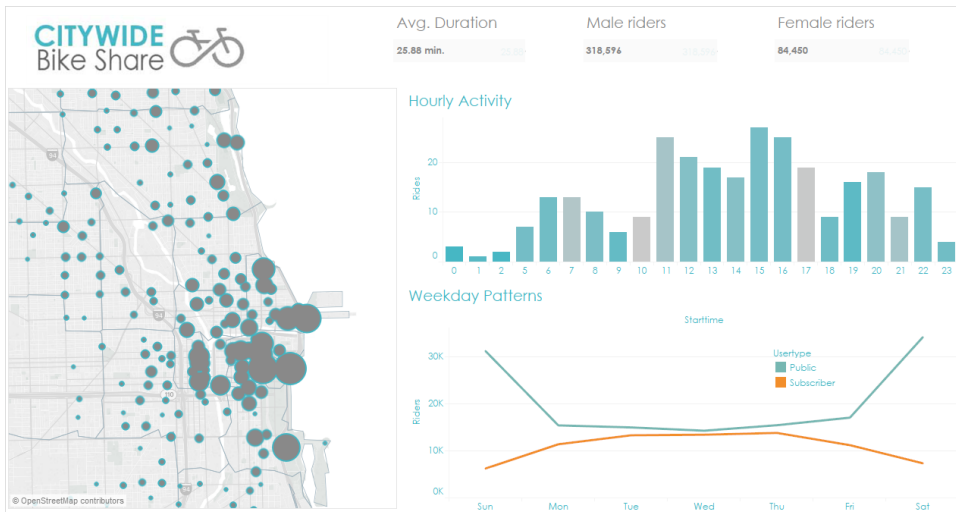 CITYWIDE
Bike Share
Avg. Duration
25.88 min.
Male riders
318,596
Female riders
84,450
94
94
110
© OpenStreetMap contributors
Hourly Activity
Rides
20
10
0
0 1 2 5 6 7 8 9 10 11 12 13 14 15 16 17 18 19 20 21 22 23
Weekday Patterns
Starttime
Usertype
Public
Subscriber
Riders
30K
20K
10K
0K
Sun Mon Tue Wed Thu Fri Sat